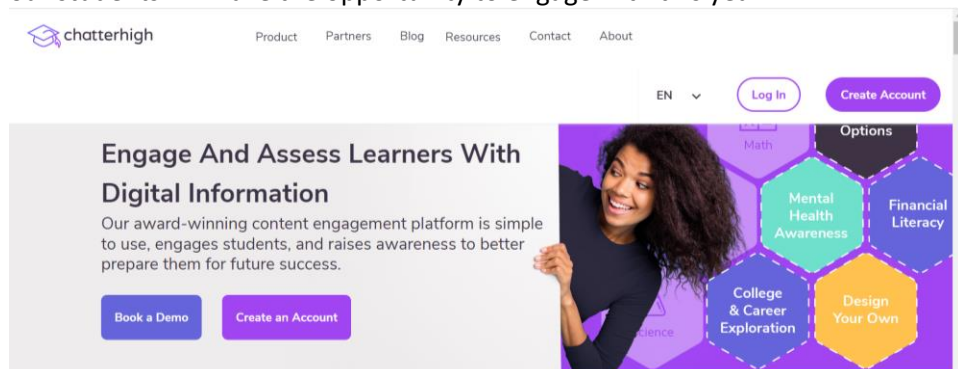 chatterhigh
Product Partners Blog Resources Contact About
EN Log In Create Account
Engage And Assess Learners With
Digital Information
Our award-winning content engagement platform is simple
to use, engages students, and raises awareness to better
prepare them for future success.
Book a Demo Create an Account
Math
Options
Mental
Health
Awareness
Financial
Literacy
College
& Career
Exploration
Design
Your Own